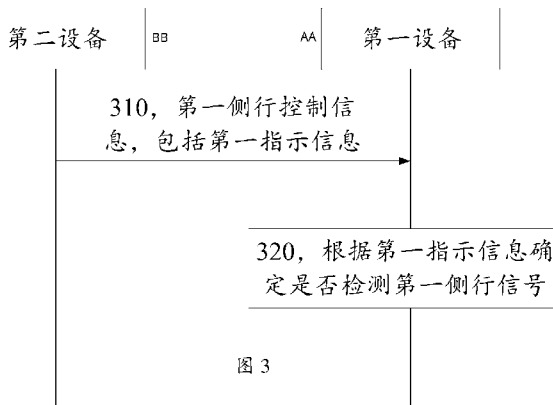 第二设备 BB AA 第一设备
310，第一侧行控制信
息，包括第一指示信息
320，根据第一指示信息确
定是否检测第一侧行信号
图 3